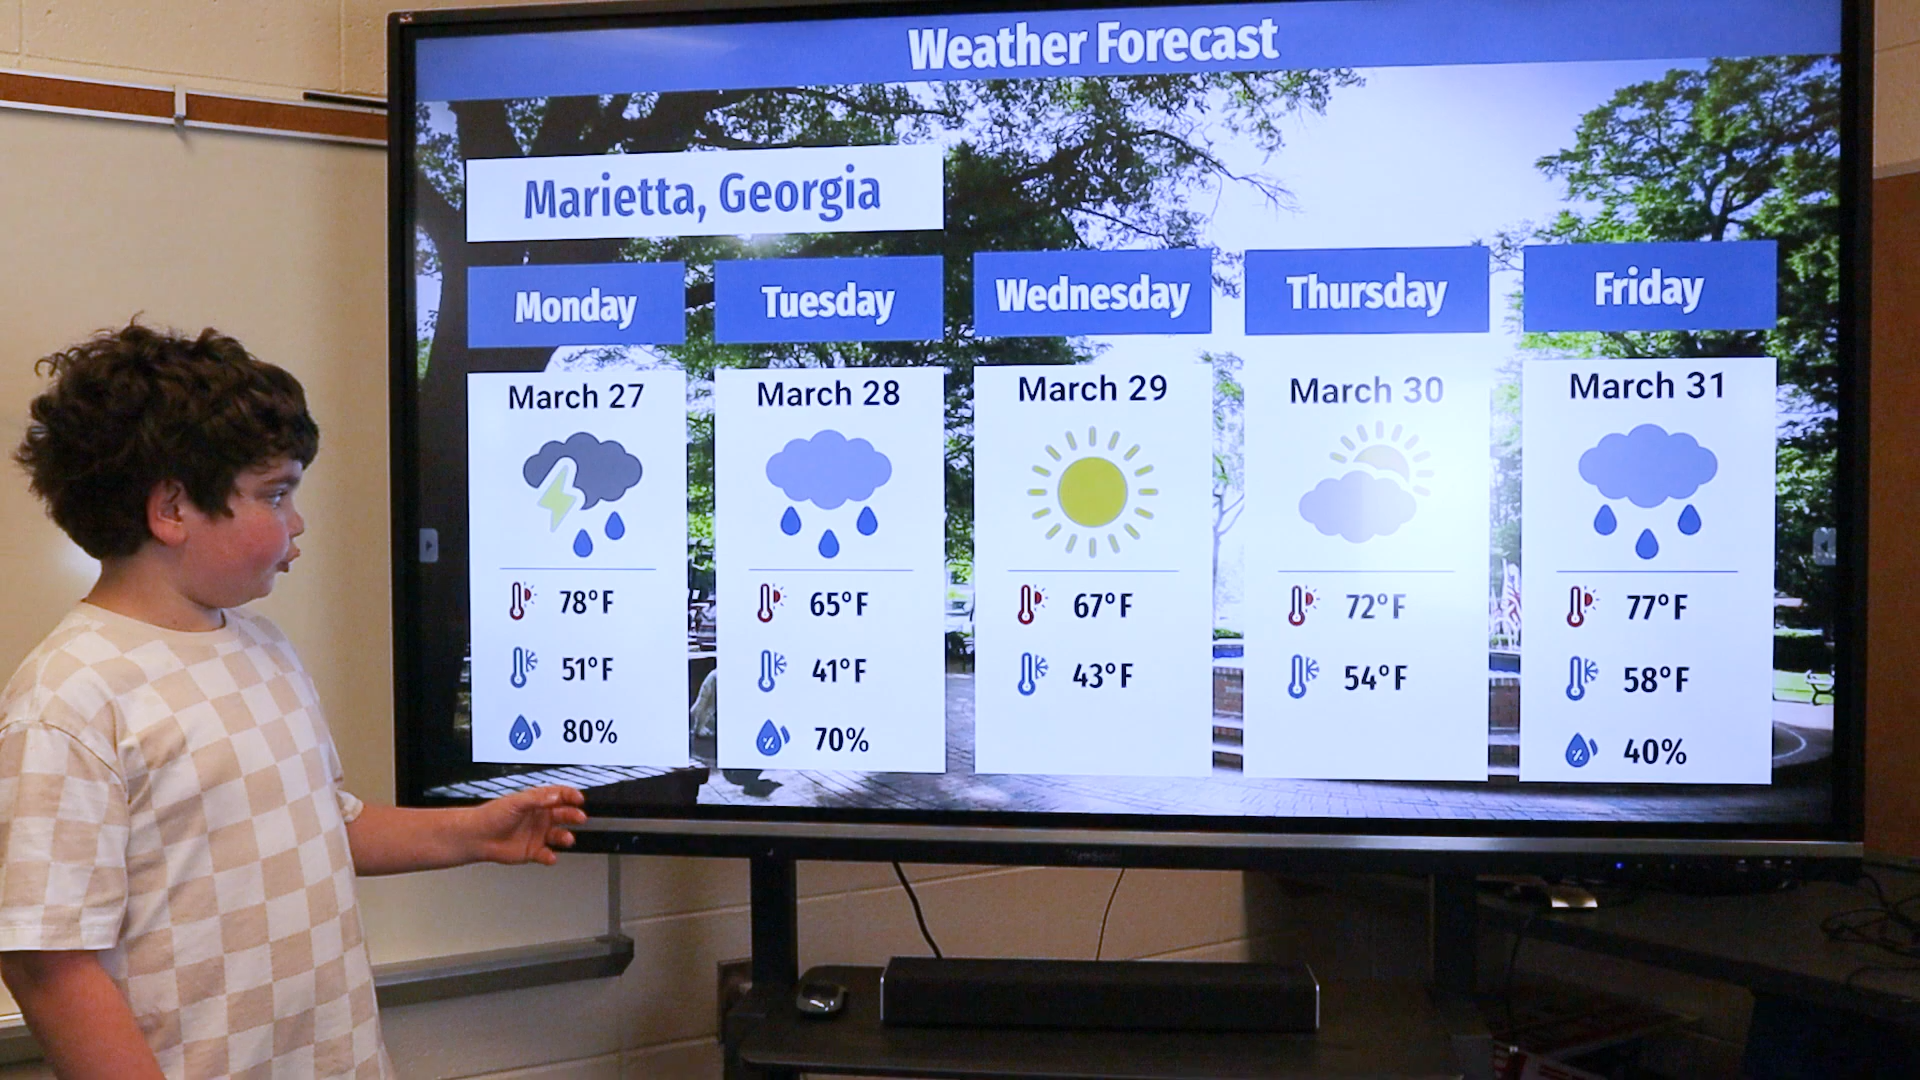 Weather Forecast
Marietta, Georgia
Monday
March 27
78°F
51°F
80%
Tuesday
March 28
65°F
41°F
70%
Wednesday
March 29
67°F
43°F
Thursday
March 30
72°F
54°F
Friday
March 31
77°F
58°F
40%